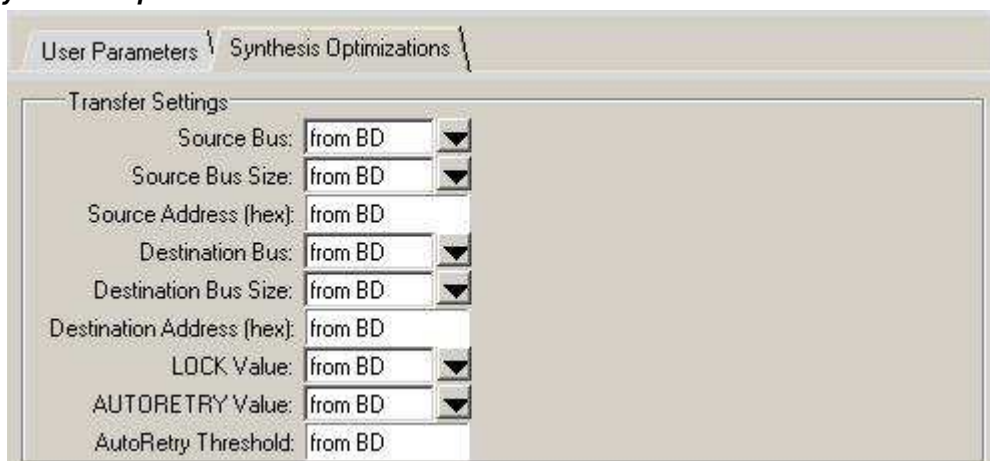 User Parameters Synthesis Optimizations
Transfer Settings
Source Bus: from BD
Source Bus Size: from BD
Source Address (hex): from BD
Destination Bus: from BD
Destination Bus Size: from BD
Destination Address (hex): from BD
LOCK Value: from BD
AUTORETRY Value: from BD
AutoRetry Threshold: from BD